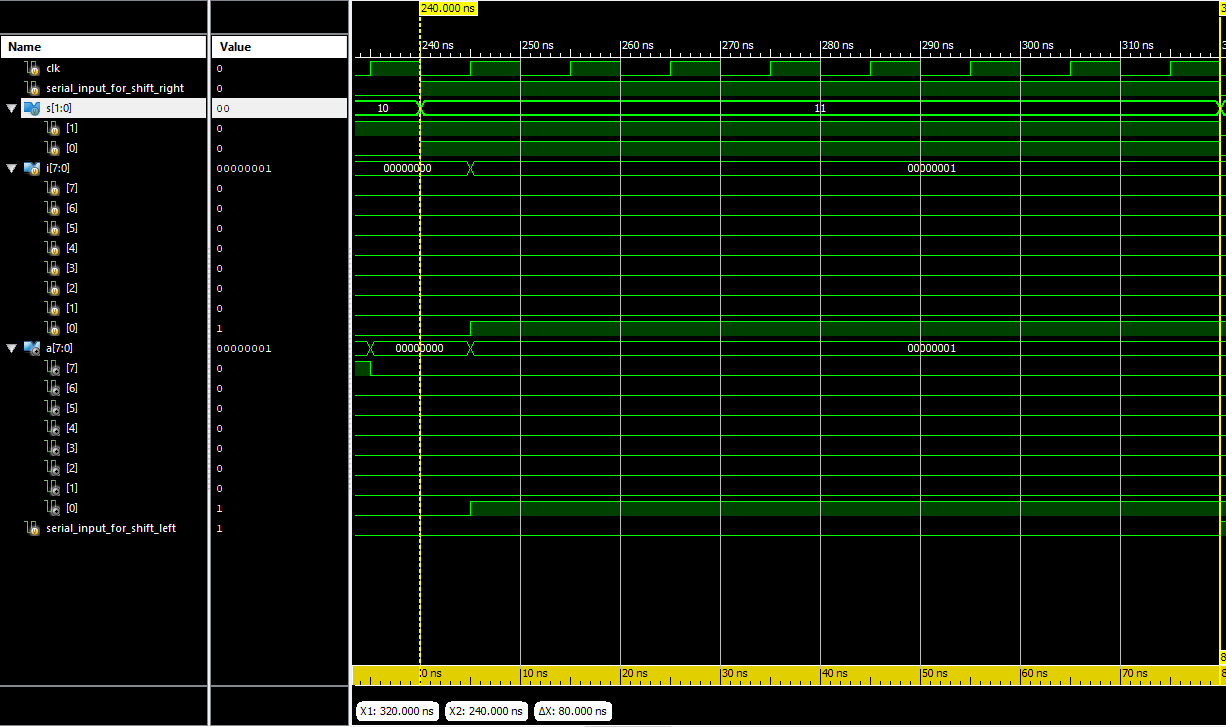 240.000 ns
3
Name Value
240 ns 250 ns 260 ns 270 ns 280 ns 290 ns 300 ns 310 ns 3
clk 0
serial_input_for_shift_right 0
s[1:0] 00 10 11
[1] 0
[0] 0
i[7:0] 00000001 00000000 00000001
[7] 0
[6] 0
[5] 0
[4] 0
[3] 0
[2] 0
[1] 0
[0] 1
a[7:0] 00000001 00000000 00000001
[7] 0
[6] 0
[5] 0
[4] 0
[3] 0
[2] 0
[1] 0
[0] 1
serial_input_for_shift_left 1
8
0 ns 10 ns 20 ns 30 ns 40 ns 50 ns 60 ns 70 ns 8
X1: 320.000 ns X2: 240.000 ns ΔX: 80.000 ns